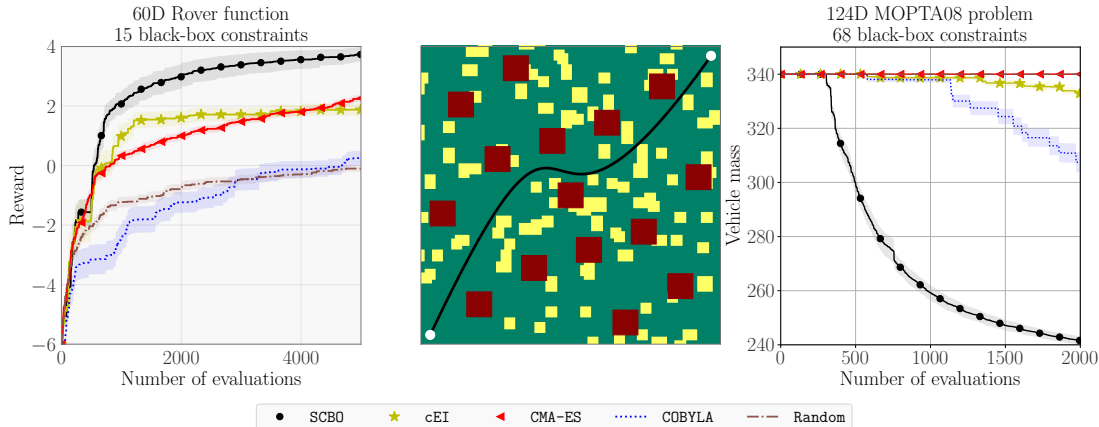 60D Rover function
15 black-box constraints
4
2
0
−2
−4
−6
Reward
0
2000
4000
Number of evaluations
124D MOPTA08 problem
68 black-box constraints
340
320
300
280
260
240
Vehicle mass
0
500
1000
1500
2000
Number of evaluations
SCBO
cEI
CMA-ES
COBYLA
Random